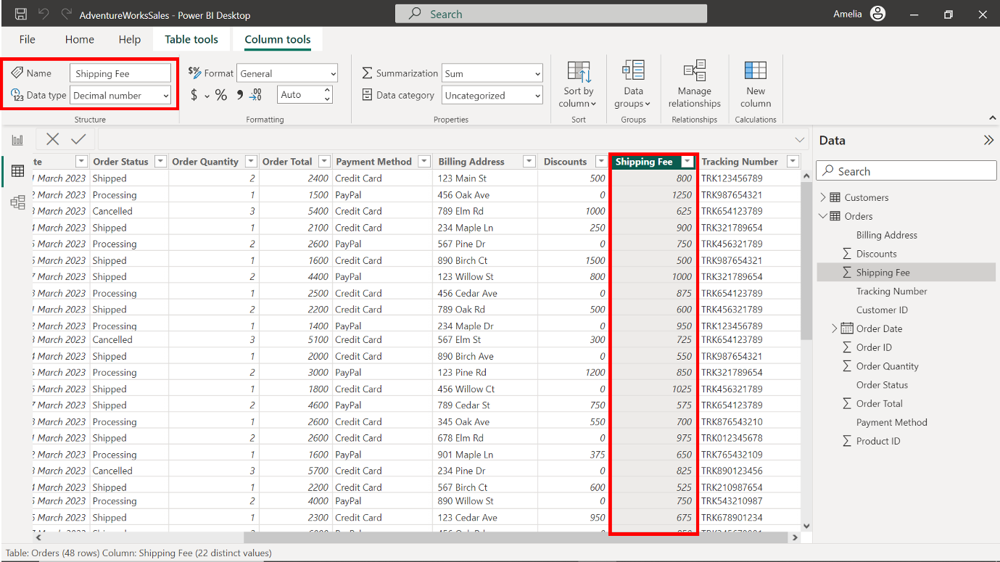 AdventureWorksSales - Power BI Desktop
Search
Amelia
File Home Help Table tools Column tools
Name Shipping Fee
Data type Decimal number
Structure
$% Format General
$ % , .00 Auto
Formatting
Summarization Sum
Data category Uncategorized
Properties
Sort by
column
Sort
Data
groups
Groups
Manage
relationships
Relationships
New
column
Calculations
te Order Status Order Quantity Order Total Payment Method Billing Address Discounts Shipping Fee Tracking Number
1 March 2023 Shipped 2 2400 Credit Card 123 Main St 500 800 TRK123456789
2 March 2023 Processing 1 1500 PayPal 456 Oak Ave 0 1250 TRK987654321
3 March 2023 Cancelled 3 5400 Credit Card 789 Elm Rd 1000 625 TRK654123789
4 March 2023 Shipped 1 2100 Credit Card 234 Maple Ln 250 900 TRK321789654
5 March 2023 Processing 2 2600 PayPal 567 Pine Dr 0 750 TRK456321789
5 March 2023 Shipped 1 1600 Credit Card 890 Birch Ct 1500 500 TRK987654321
7 March 2023 Shipped 2 4400 PayPal 123 Willow St 800 1000 TRK321789654
3 March 2023 Processing 1 2500 Credit Card 456 Cedar Ave 0 875 TRK654123789
1 March 2023 Shipped 2 2200 Credit Card 789 Oak Rd 500 600 TRK456321789
2 March 2023 Processing 1 1400 PayPal 234 Maple Dr 0 950 TRK123456789
3 March 2023 Cancelled 3 5100 Credit Card 567 Elm St 300 725 TRK654123789
4 March 2023 Shipped 1 2000 Credit Card 890 Birch Ave 0 550 TRK987654321
5 March 2023 Processing 2 3000 PayPal 123 Pine Rd 1200 850 TRK321789654
5 March 2023 Shipped 1 1800 Credit Card 456 Willow Ct 0 1025 TRK456321789
7 March 2023 Shipped 2 4600 PayPal 789 Cedar St 750 575 TRK654123789
3 March 2023 Processing 1 2600 Credit Card 345 Oak Ave 550 700 TRK876543210
1 March 2023 Shipped 2 2600 Credit Card 678 Elm Rd 0 975 TRK012345678
2 March 2023 Processing 1 1600 PayPal 901 Maple Ln 375 650 TRK765432109
3 March 2023 Cancelled 3 5700 Credit Card 234 Pine Dr 0 825 TRK890123456
4 March 2023 Shipped 1 2200 Credit Card 567 Birch Ct 600 525 TRK210987654
5 March 2023 Processing 2 4000 PayPal 890 Willow St 0 750 TRK543210987
5 March 2023 Shipped 1 2300 Credit Card 123 Cedar Ave 950 675 TRK678901234
Data
Search
Customers
Orders
Billing Address
Discounts
Shipping Fee
Tracking Number
Customer ID
Order Date
Order ID
Order Quantity
Order Status
Order Total
Payment Method
Product ID
Table: Orders (48 rows) Column: Shipping Fee (22 distinct values)